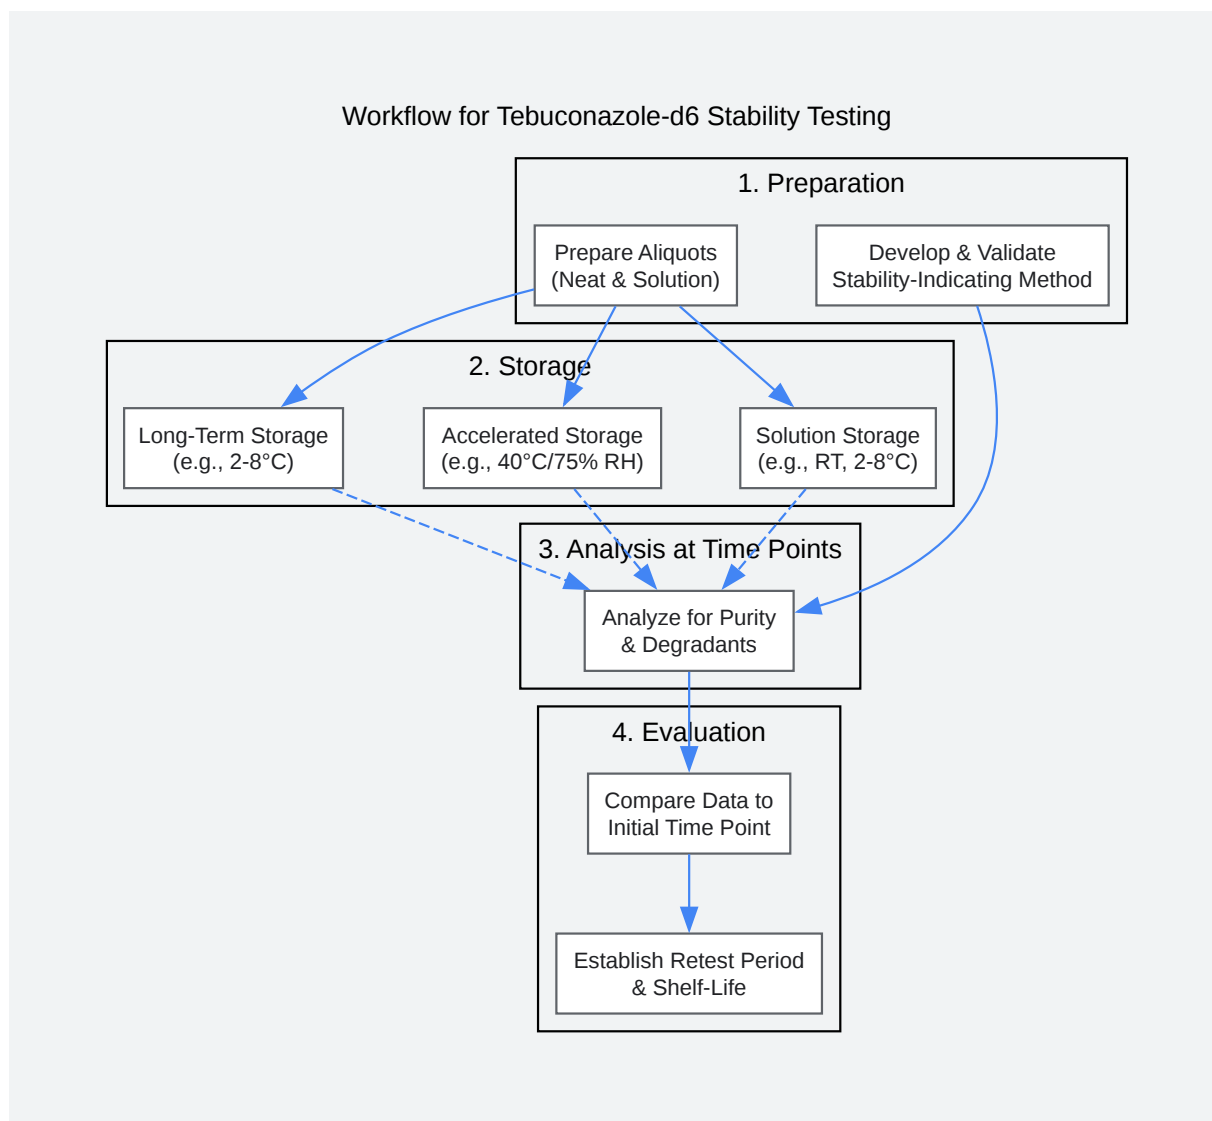 Workflow for Tebuconazole-d6 Stability Testing
1. Preparation
Prepare Aliquots
(Neat & Solution)
Develop & Validate
Stability-Indicating Method
2. Storage
Long-Term Storage
(e.g., 2-8°C)
Accelerated Storage
(e.g., 40°C/75% RH)
Solution Storage
(e.g., RT, 2-8°C)
3. Analysis at Time Points
Analyze for Purity
& Degradants
4. Evaluation
Compare Data to
Initial Time Point
Establish Retest Period
& Shelf-Life